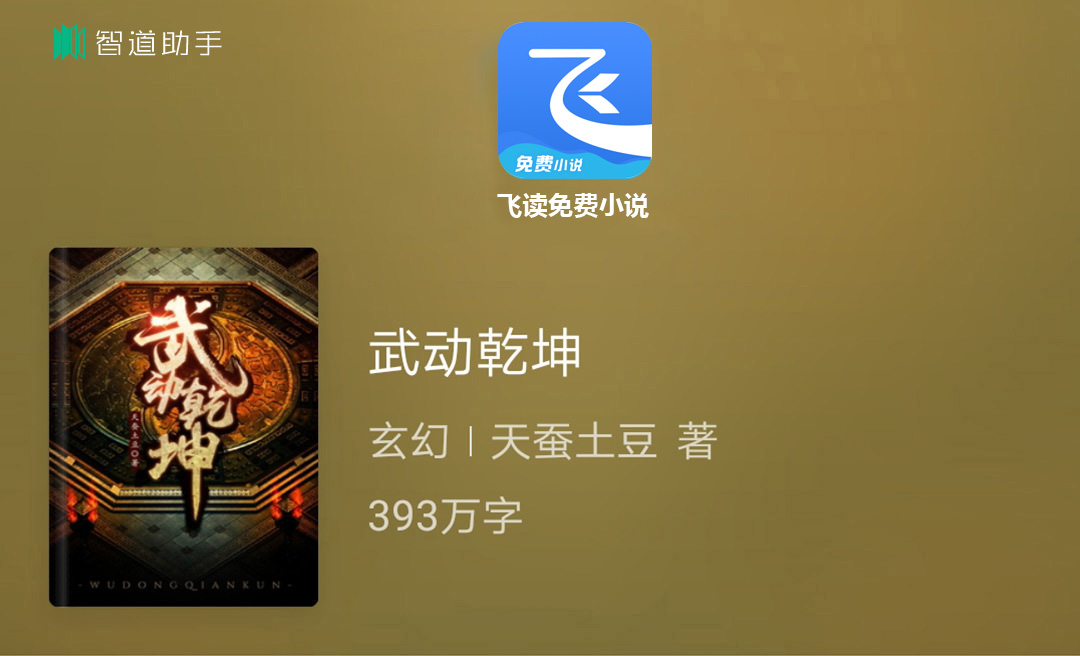 智道助手
免费小说
飞读免费小说
武动乾坤
天蚕土豆◎著
-WUDONGQIANKUN-
武动乾坤
玄幻 | 天蚕土豆 著
393万字